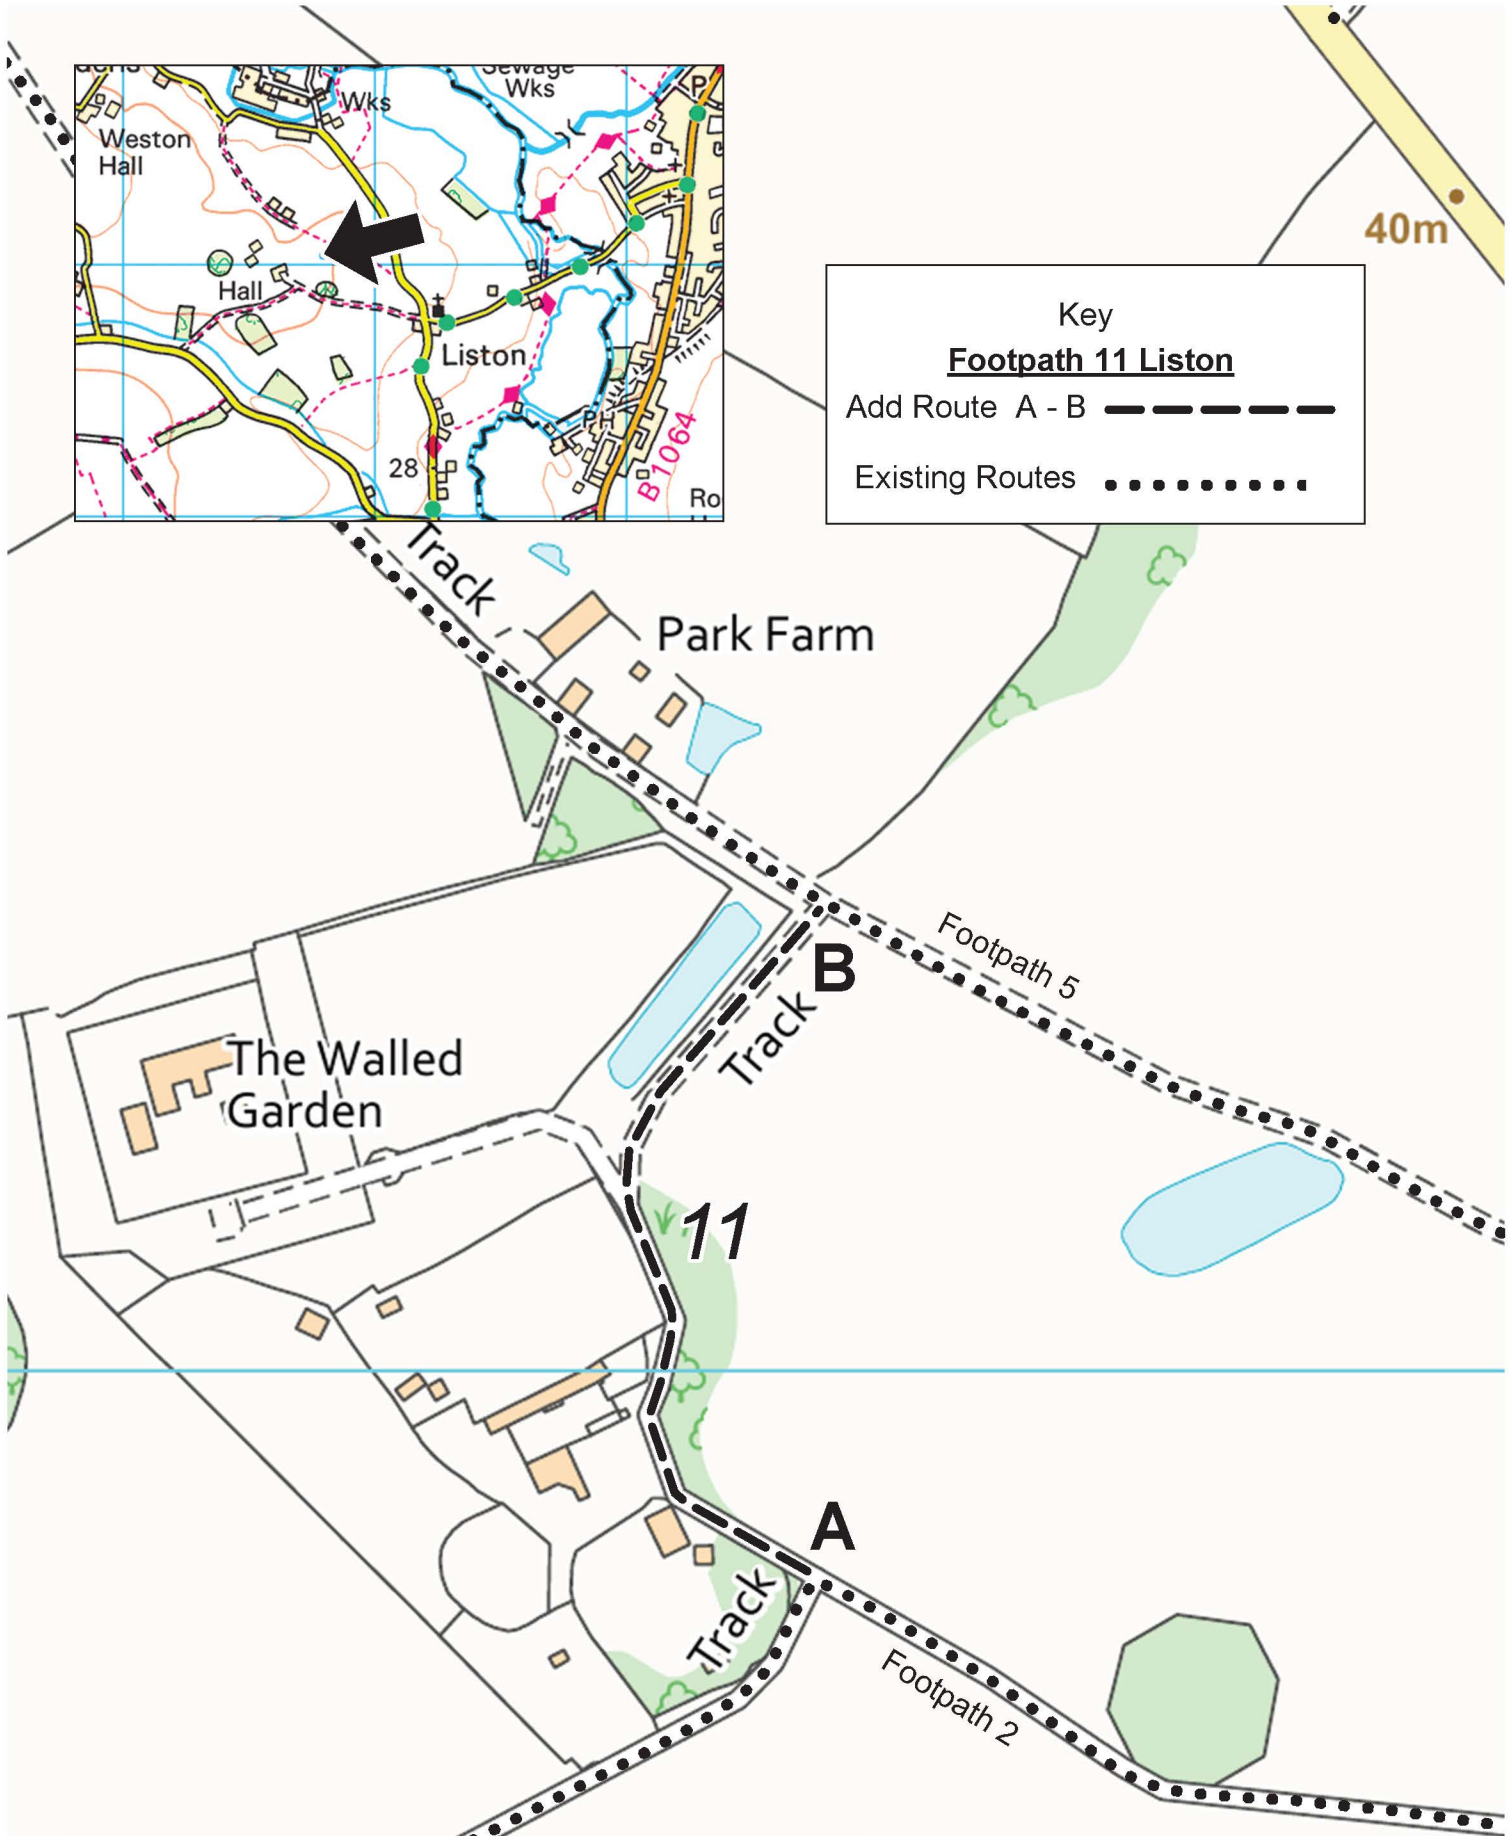 Sewage
Wks
Wks
Weston
Hall
Hall
Liston
28
PH
B1064
Ro
40m
Key
Footpath 11 Liston
Add Route A - B
Existing Routes
Track
Park Farm
B
Footpath 5
Track
The Walled
Garden
11
A
Track
Footpath 2